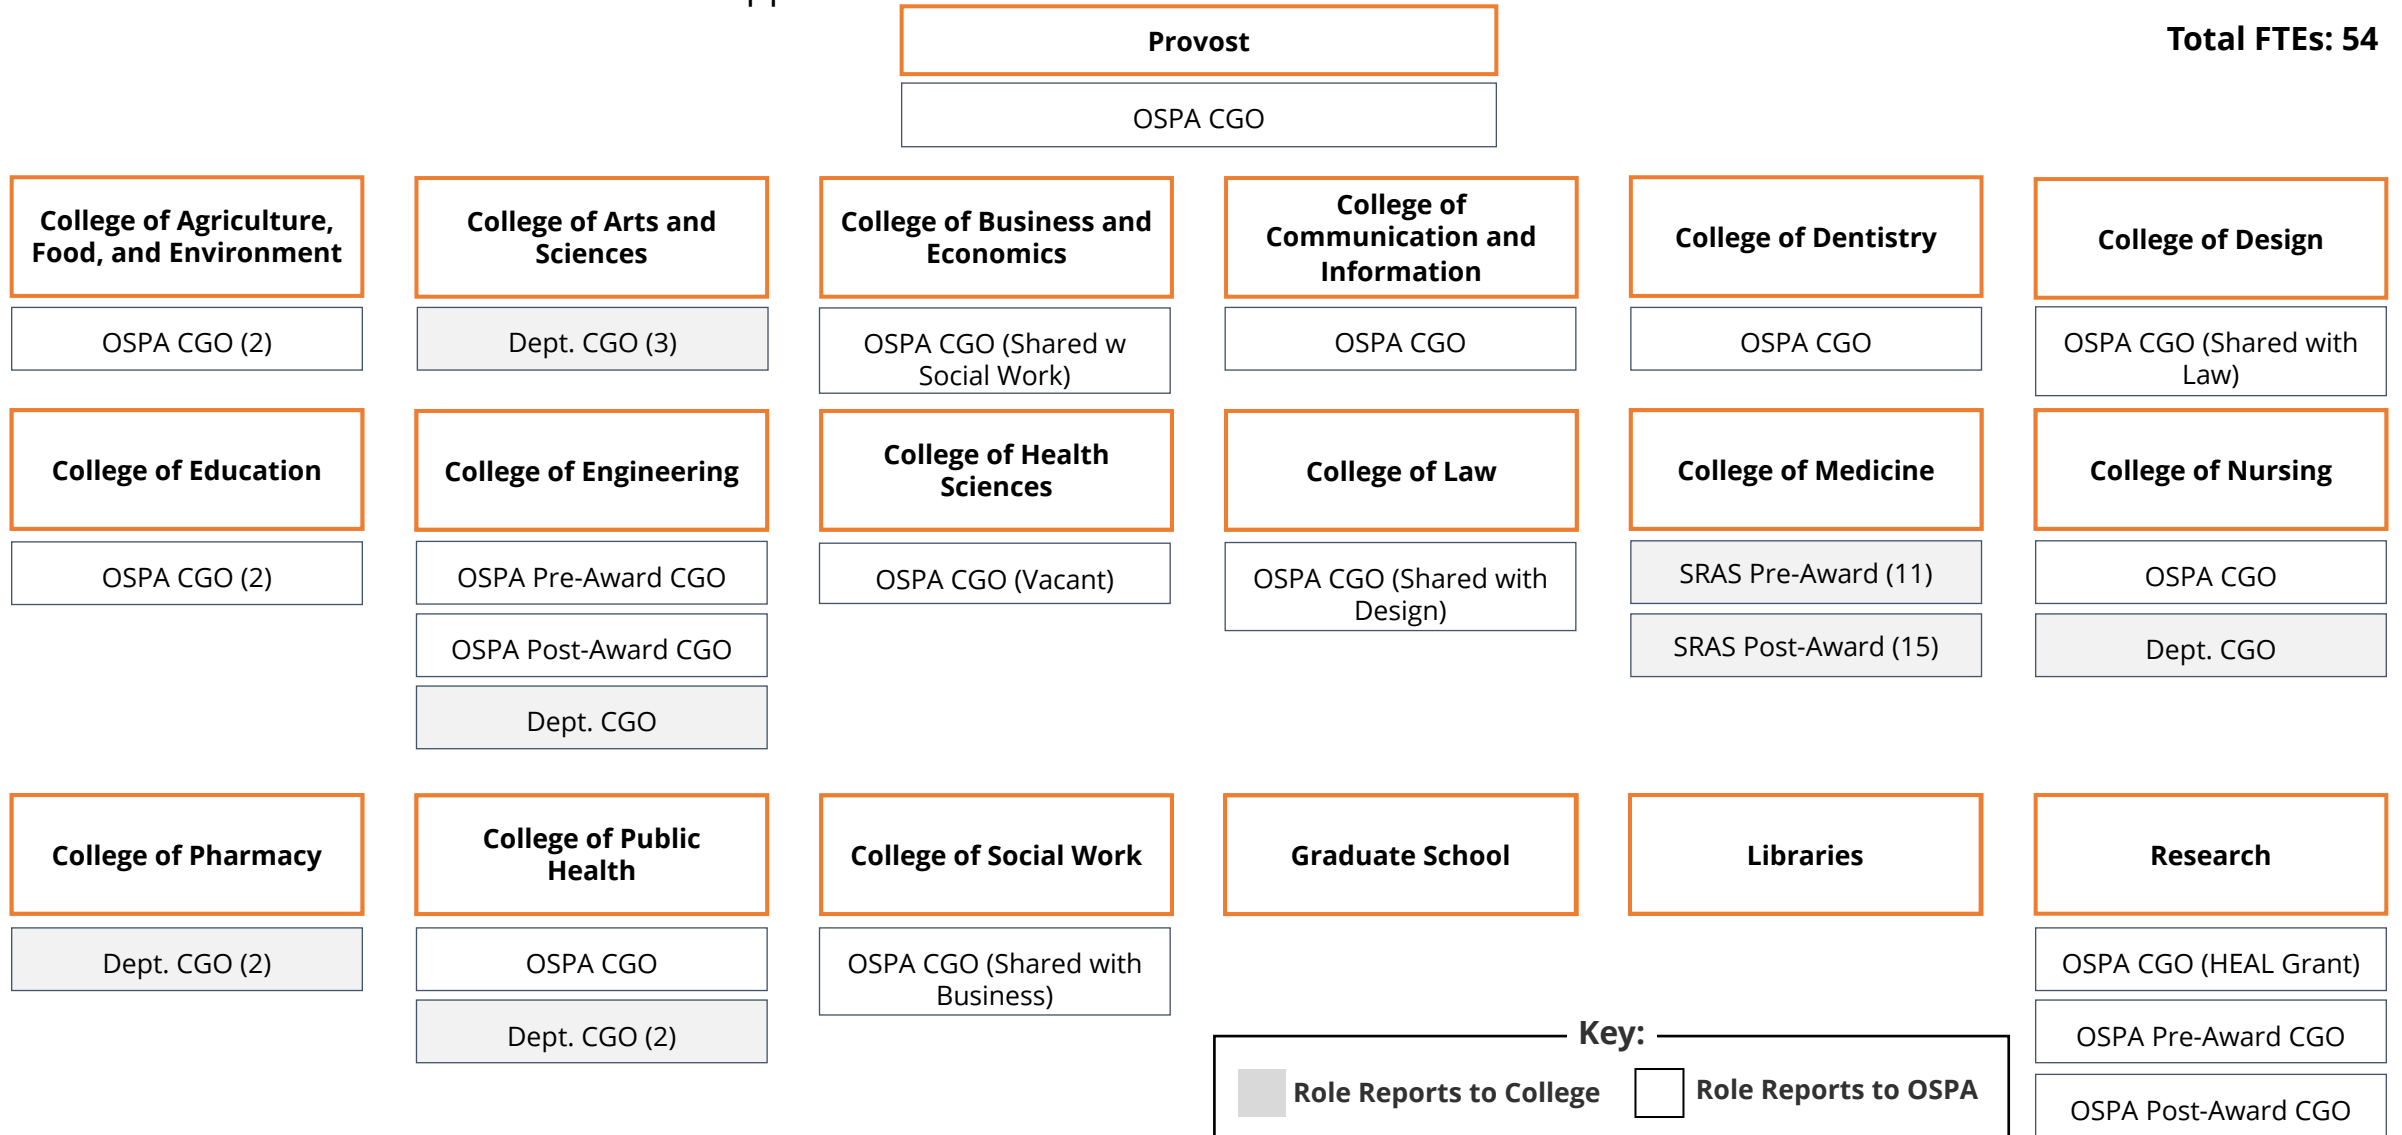 Provost
Total FTEs: 54
OSPA CGO
College of Agriculture,
Food, and Environment
College of Arts and
Sciences
College of Business and
Economics
College of
Communication and
Information
College of Dentistry
College of Design
OSPA CGO (2)
Dept. CGO (3)
OSPA CGO (Shared w
Social Work)
OSPA CGO
OSPA CGO
OSPA CGO (Shared with
Law)
College of Education
College of Engineering
College of Health
Sciences
College of Law
College of Medicine
College of Nursing
OSPA CGO (2)
OSPA Pre-Award CGO
OSPA Post-Award CGO
Dept. CGO
OSPA CGO (Vacant)
OSPA CGO (Shared with
Design)
SRAS Pre-Award (11)
SRAS Post-Award (15)
OSPA CGO
Dept. CGO
College of Pharmacy
College of Public
Health
College of Social Work
Graduate School
Libraries
Research
Dept. CGO (2)
OSPA CGO
Dept. CGO (2)
OSPA CGO (Shared with
Business)
OSPA CGO (HEAL Grant)
OSPA Pre-Award CGO
OSPA Post-Award CGO
Key:
Role Reports to College
Role Reports to OSPA